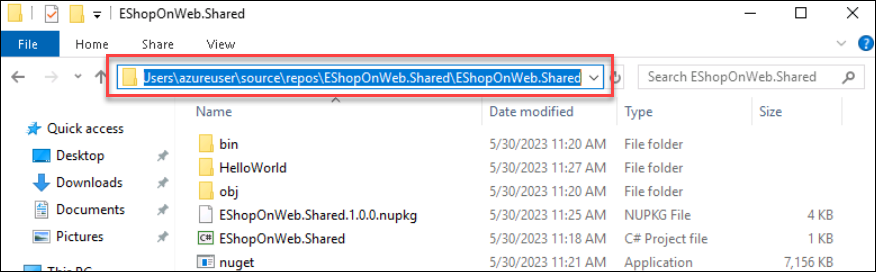 EShopOnWeb.Shared
File Home Share View
Users\azureuser\source\repos\EShopOnWeb.Shared\EShopOnWeb.Shared Search EShopOnWeb.Shared
Name Date modified Type Size
Quick access
Desktop
Downloads
Documents
Pictures
This PC
bin 5/30/2023 11:20 AM File folder
HelloWorld 5/30/2023 11:27 AM File folder
obj 5/30/2023 11:20 AM File folder
EShopOnWeb.Shared.1.0.0.nupkg 5/30/2023 11:25 AM NUPKG File 4 KB
C# EShopOnWeb.Shared 5/30/2023 11:18 AM C# Project file 1 KB
nuget 5/30/2023 11:21 AM Application 7,156 KB